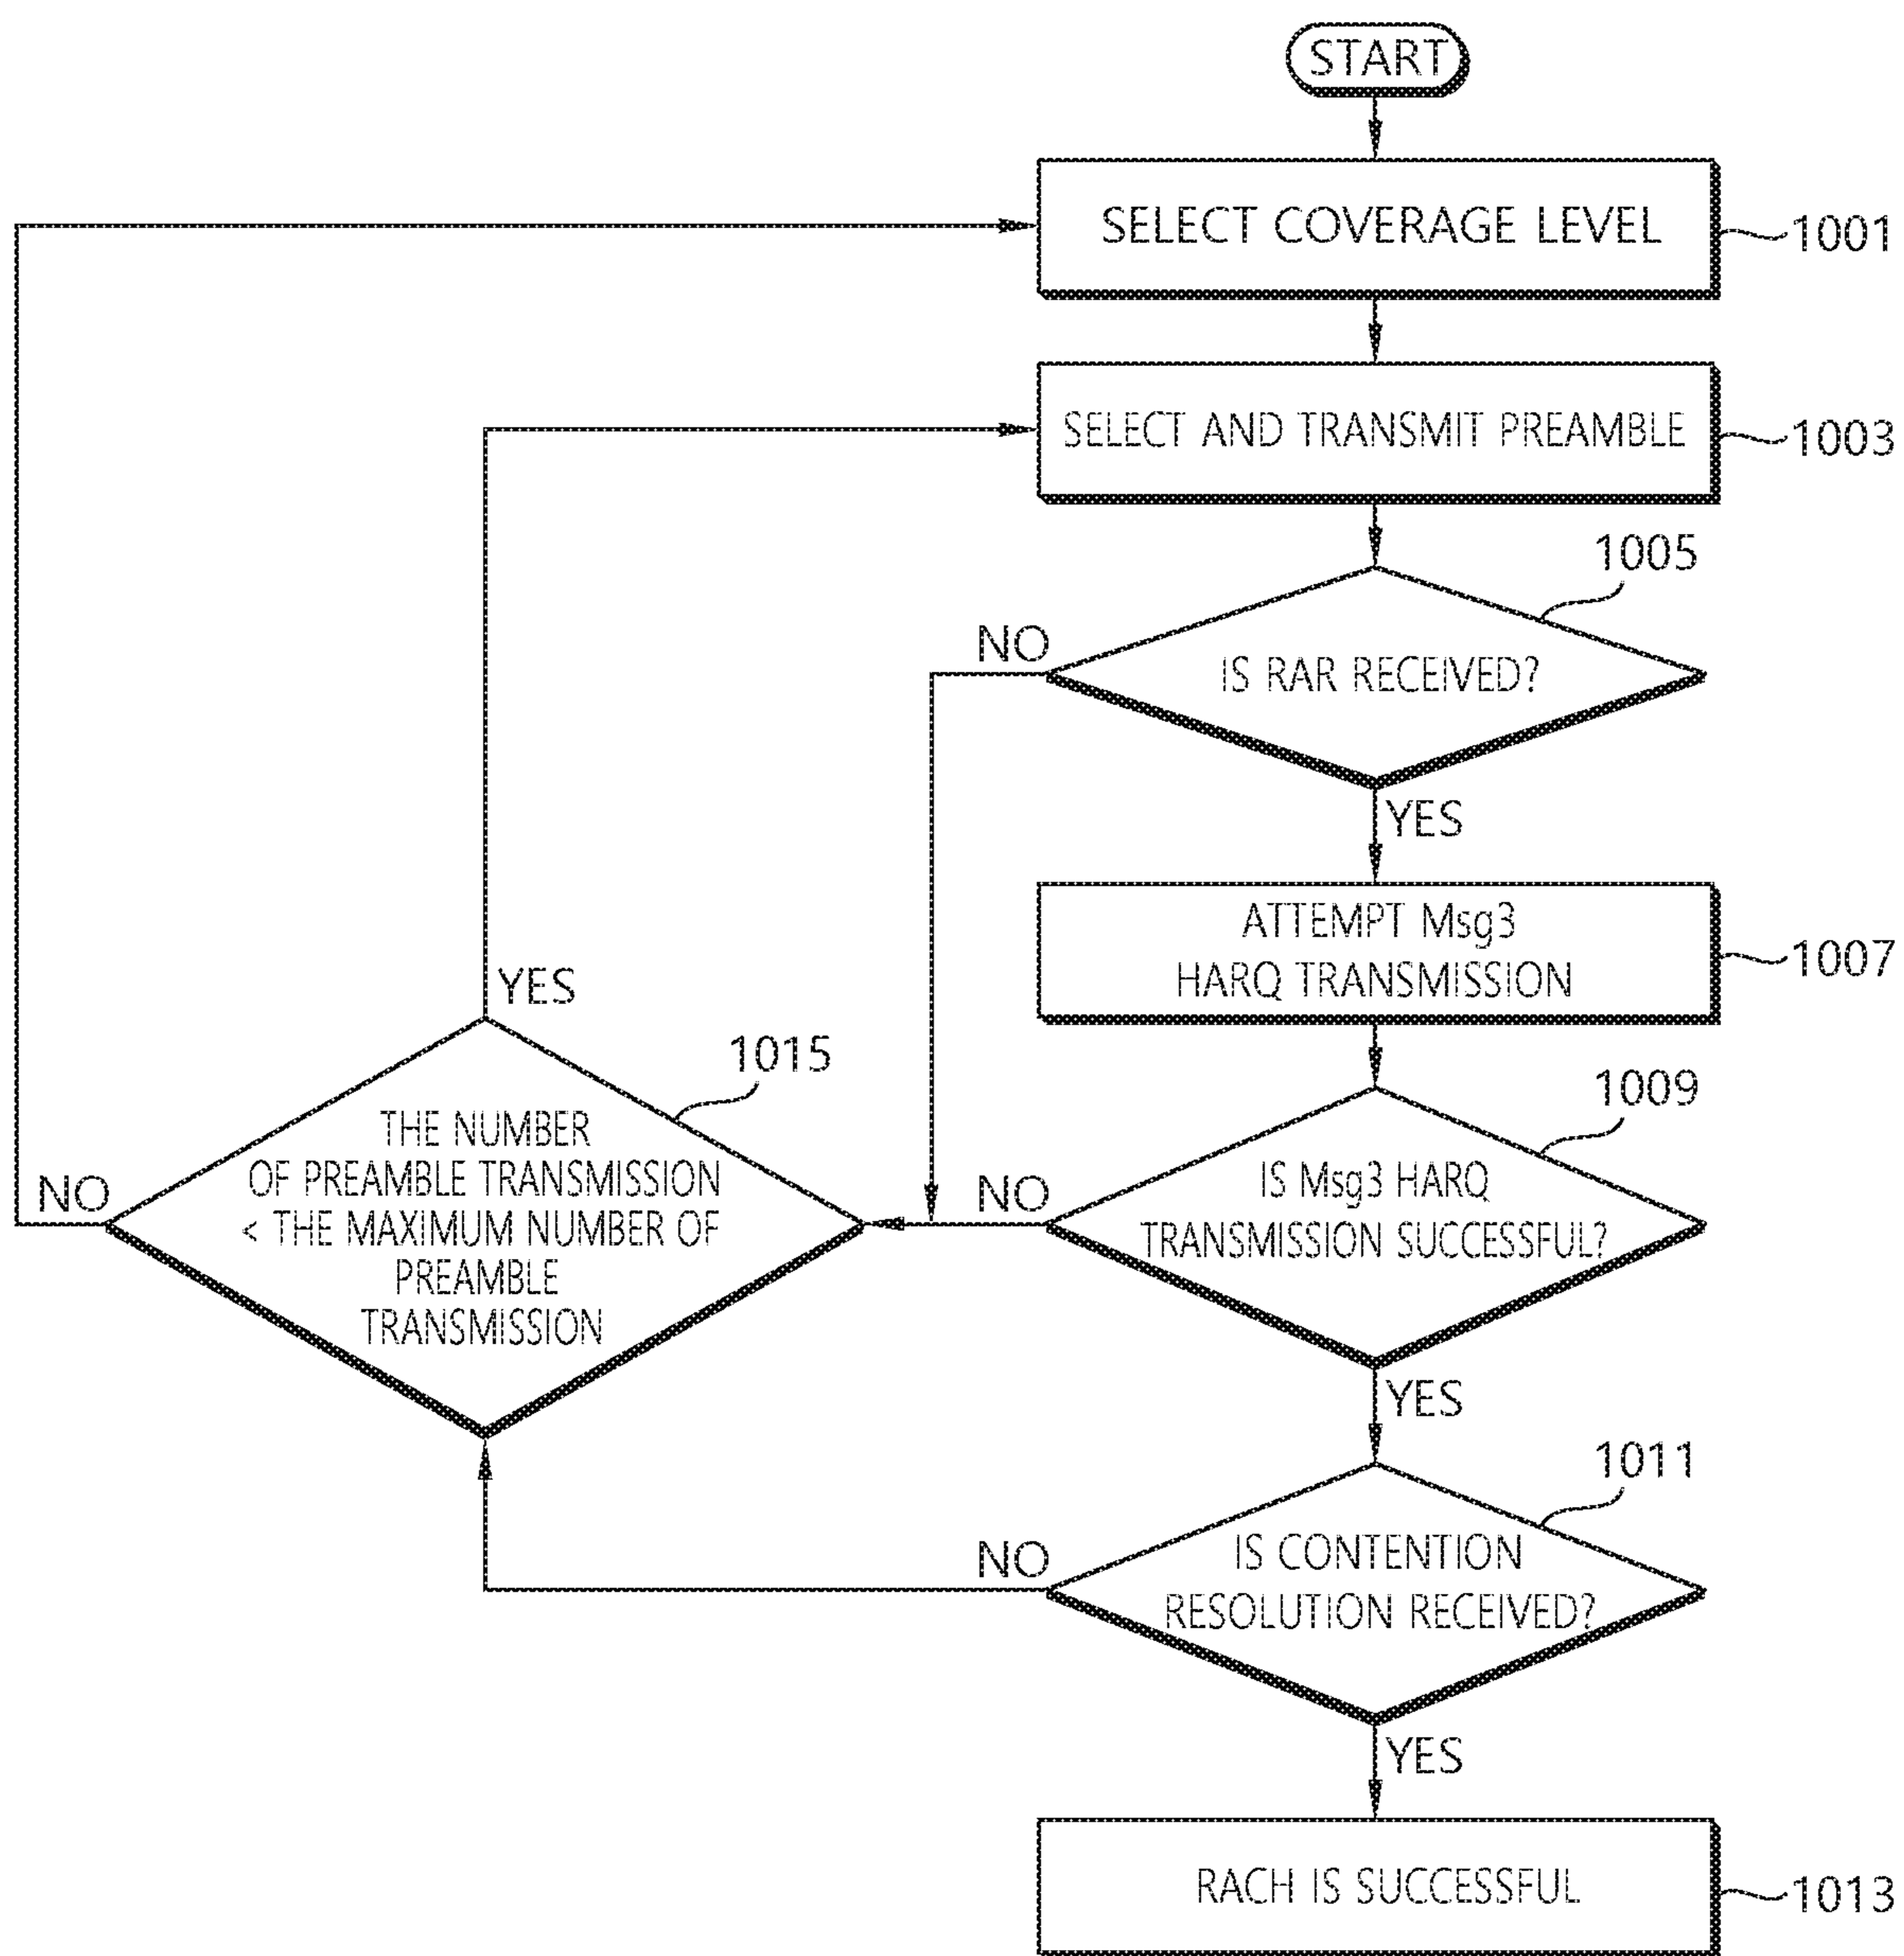 START
SELECT COVERAGE LEVEL
1001
SELECT AND TRANSMIT PREAMBLE
1003
1005
NO
IS RAR RECEIVED?
YES
ATTEMPT Msg3
HARQ TRANSMISSION
1007
YES
1015
THE NUMBER
OF PREAMBLE TRANSMISSION
< THE MAXIMUM NUMBER OF
PREAMBLE
TRANSMISSION
NO
1009
NO
IS Msg3 HARQ
TRANSMISSION SUCCESSFUL?
YES
1011
NO
IS CONTENTION
RESOLUTION RECEIVED?
YES
RACH IS SUCCESSFUL
1013